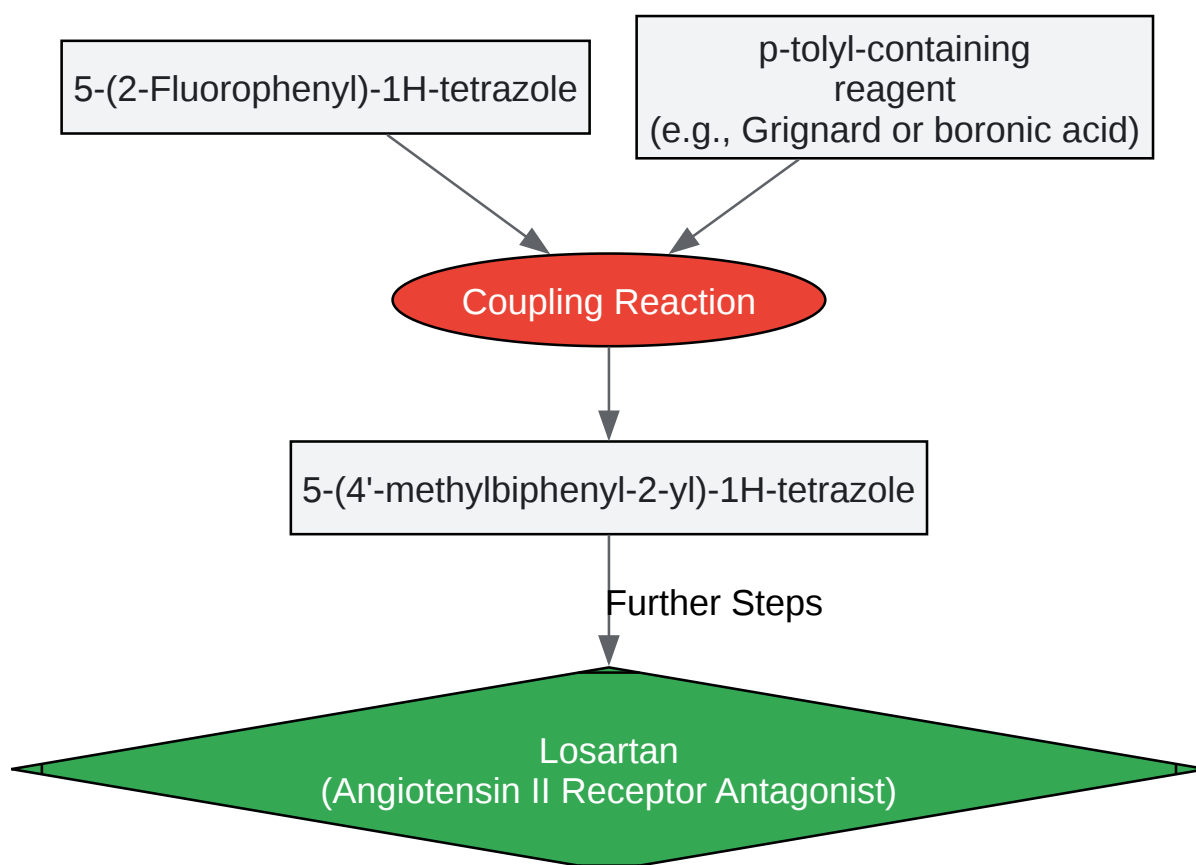 5-(2-Fluorophenyl)-1H-tetrazole
p-tolyl-containing
reagent
(e.g., Grignard or boronic acid)
Coupling Reaction
5-(4'-methylbiphenyl-2-yl)-1H-tetrazole
Further Steps
Losartan
(Angiotensin II Receptor Antagonist)